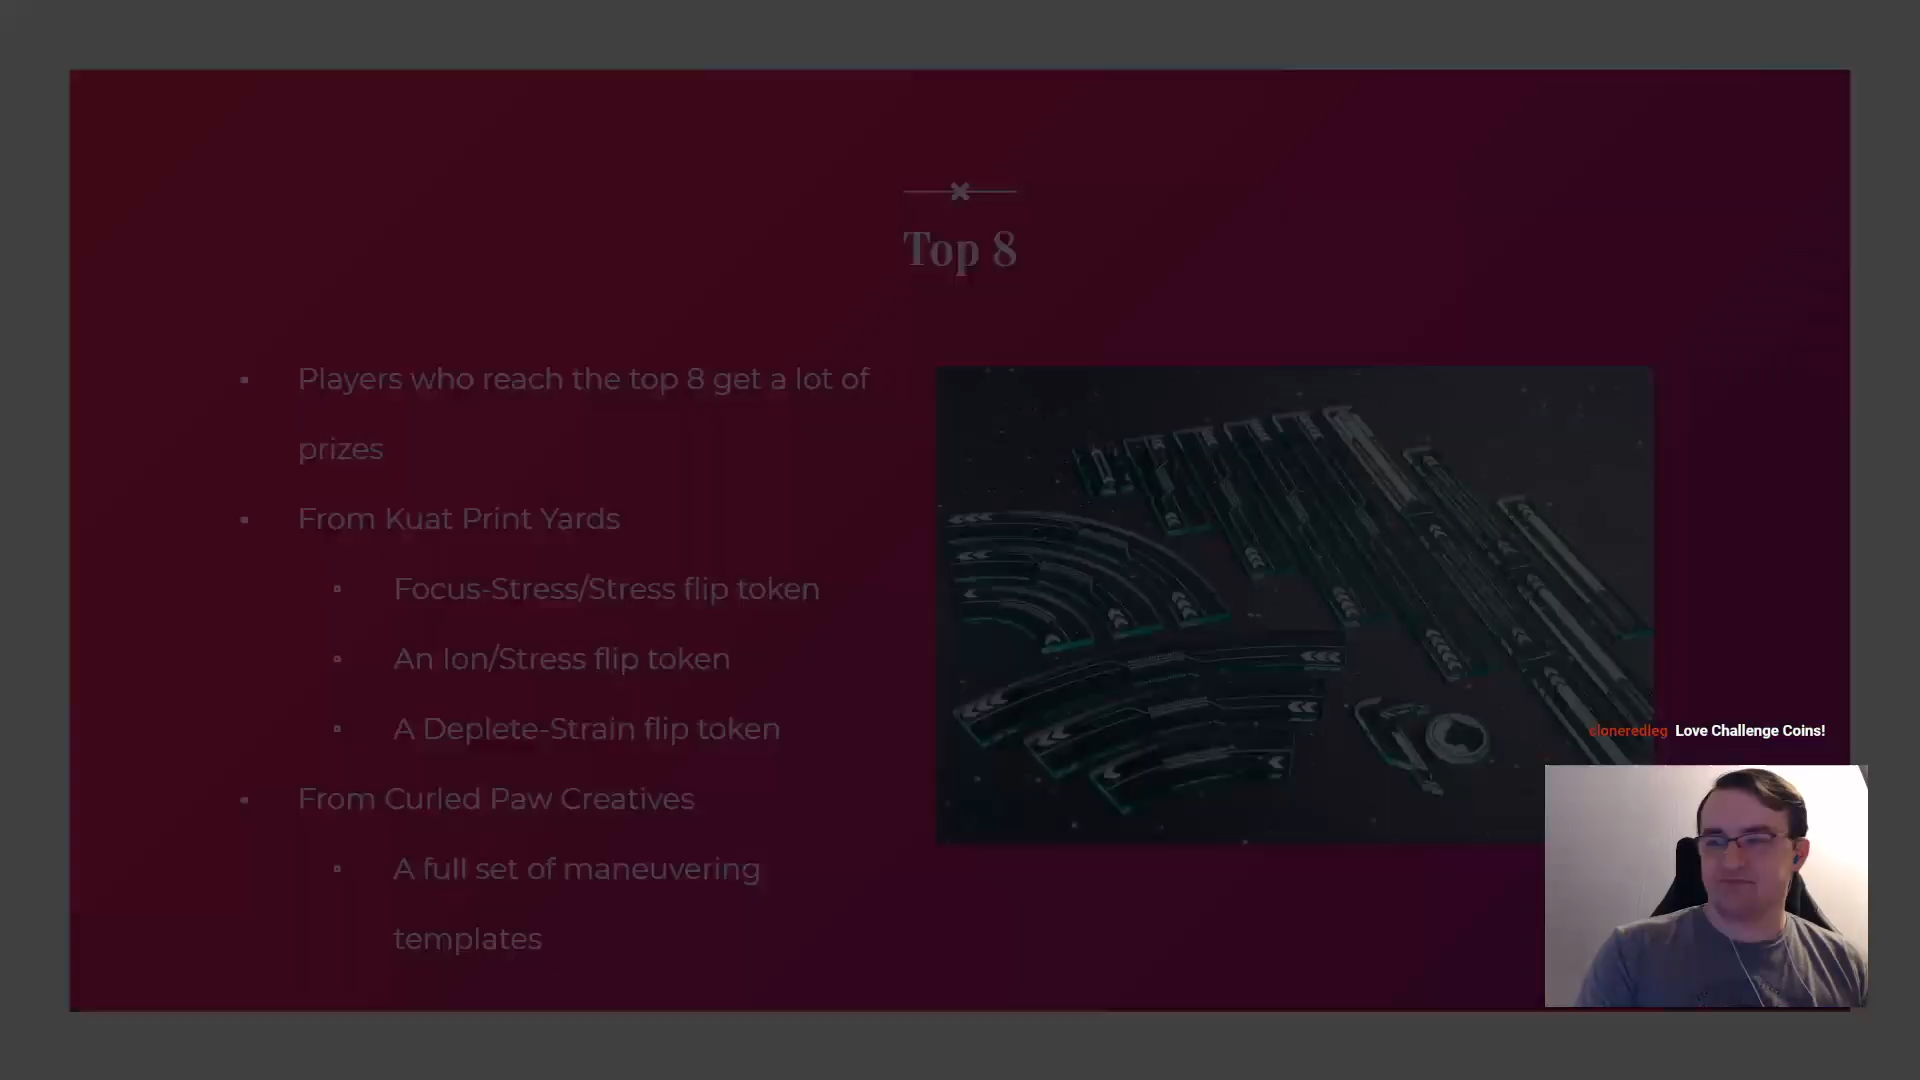 Top 8
▪ Players who reach the top 8 get a lot of
prizes
▪ From Kuat Print Yards
▫ Focus-Stress/Stress flip token
▫ An Ion/Stress flip token
▫ A Deplete-Strain flip token
▪ From Curled Paw Creatives
▫ A full set of maneuvering
templates
cloneredleg Love Challenge Coins!